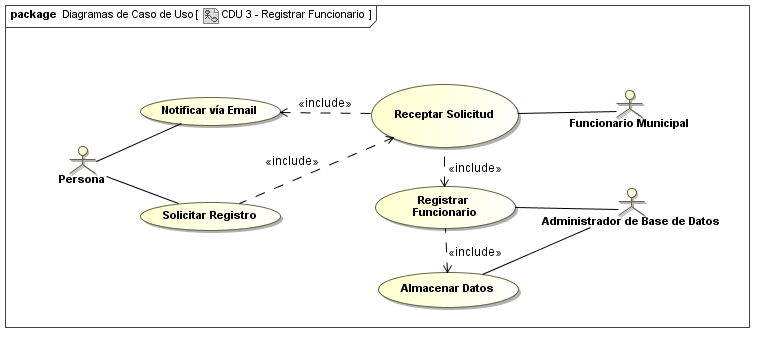 package Diagramas de Caso de Uso [ CDU 3 - Registrar Funcionario ]
Notificar vía Email
«include»
Receptar Solicitud
Funcionario Municipal
Persona
«include»
«include»
Solicitar Registro
Registrar
Funcionario
Administrador de Base de Datos
«include»
Almacenar Datos